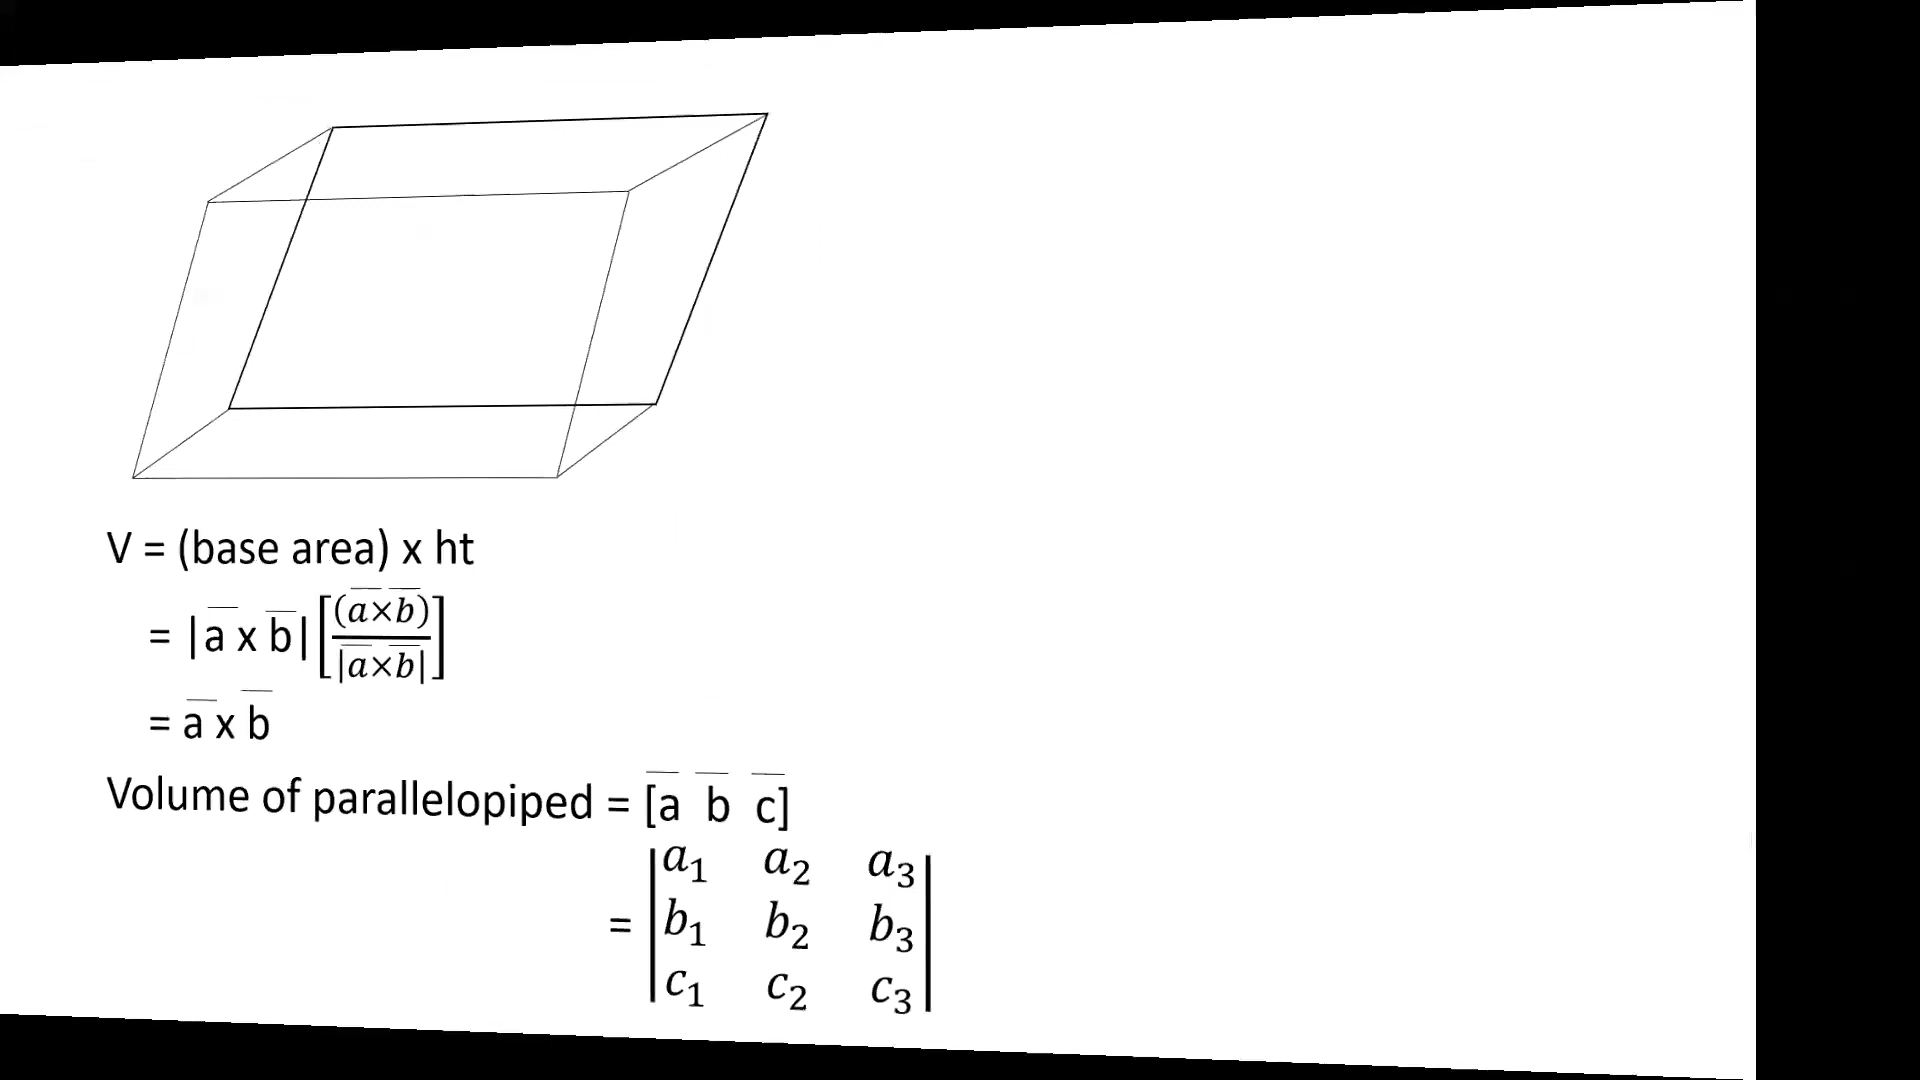 V = (base area) x ht
= |a̅ x b̅| [(a̅×b̅)/|a̅×b̅|]
= a̅ x b̅
Volume of parallelopiped = [a̅ b̅ c̅]
= |a₁ a₂ a₃
b₁ b₂ b₃
c₁ c₂ c₃|